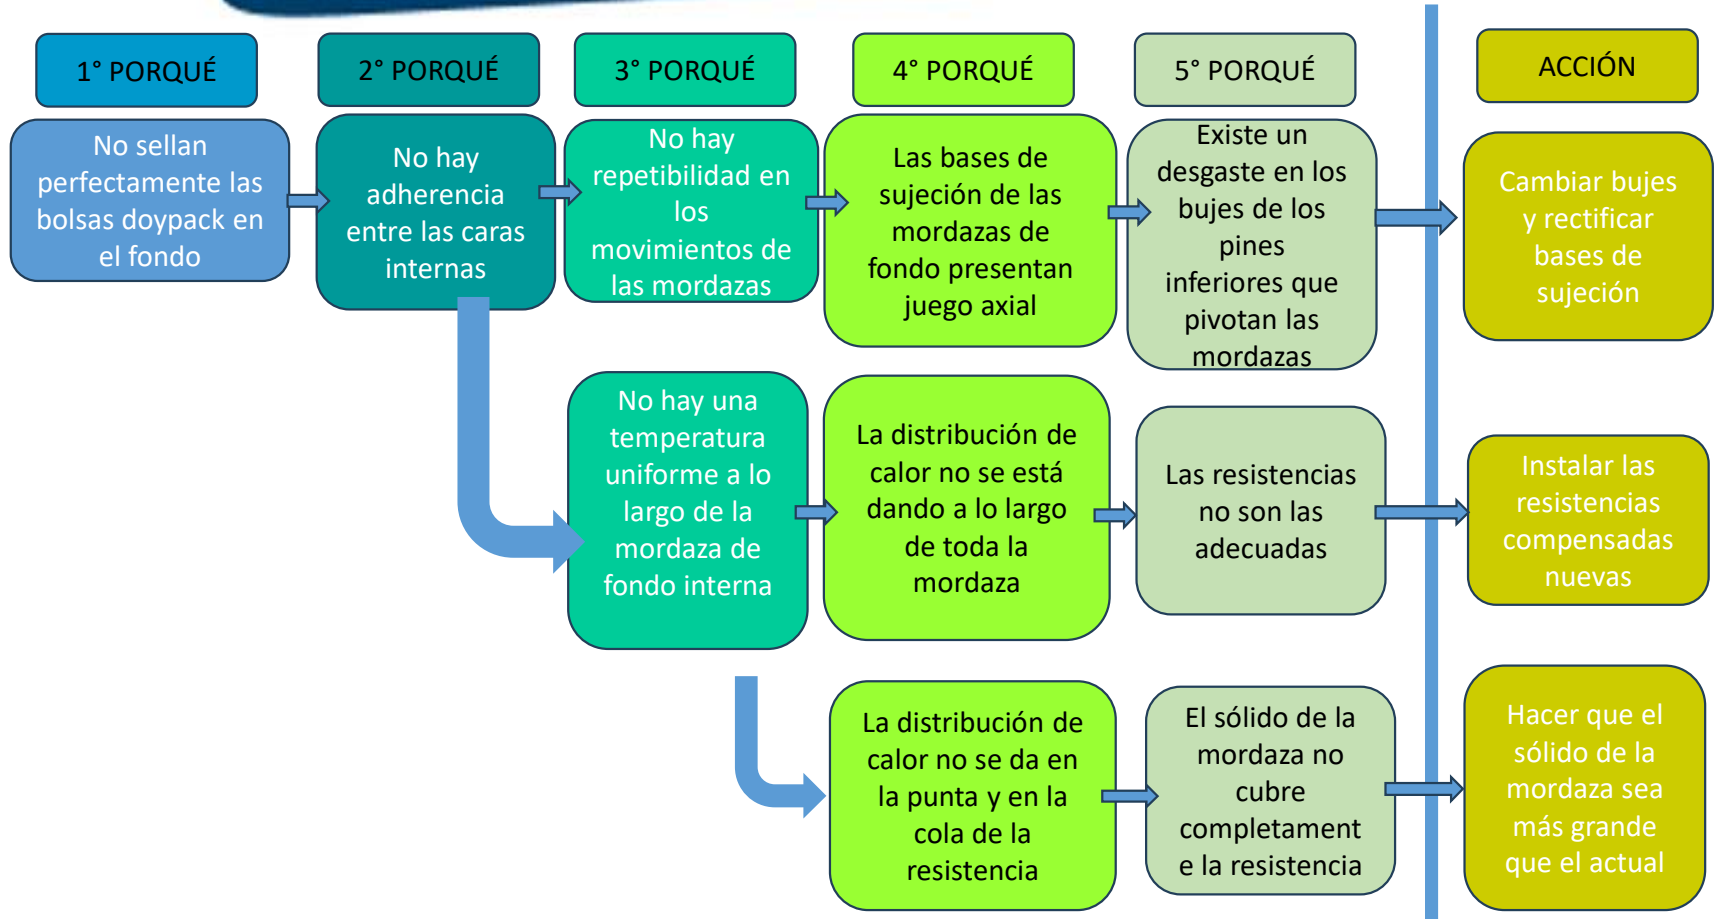 1° PORQUÉ
2° PORQUÉ
3° PORQUÉ
4° PORQUÉ
5° PORQUÉ
ACCIÓN
No sellan
perfectamente las
bolsas doypack en
el fondo
No hay
adherencia
entre las caras
internas
No hay
repetibilidad en
los
movimientos de
las mordazas
Las bases de
sujeción de las
mordazas de
fondo presentan
juego axial
Existe un
desgaste en los
bujes de los
pines
inferiores que
pivotan las
mordazas
Cambiar bujes
y rectificar
bases de
sujeción
No hay una
temperatura
uniforme a lo
largo de la
mordaza de
fondo interna
La distribución de
calor no se está
dando a lo largo
de toda la
mordaza
Las resistencias
no son las
adecuadas
Instalar las
resistencias
compensadas
nuevas
La distribución de
calor no se da en
la punta y en la
cola de la
resistencia
El sólido de la
mordaza no
cubre
completament
e la resistencia
Hacer que el
sólido de la
mordaza sea
más grande
que el actual